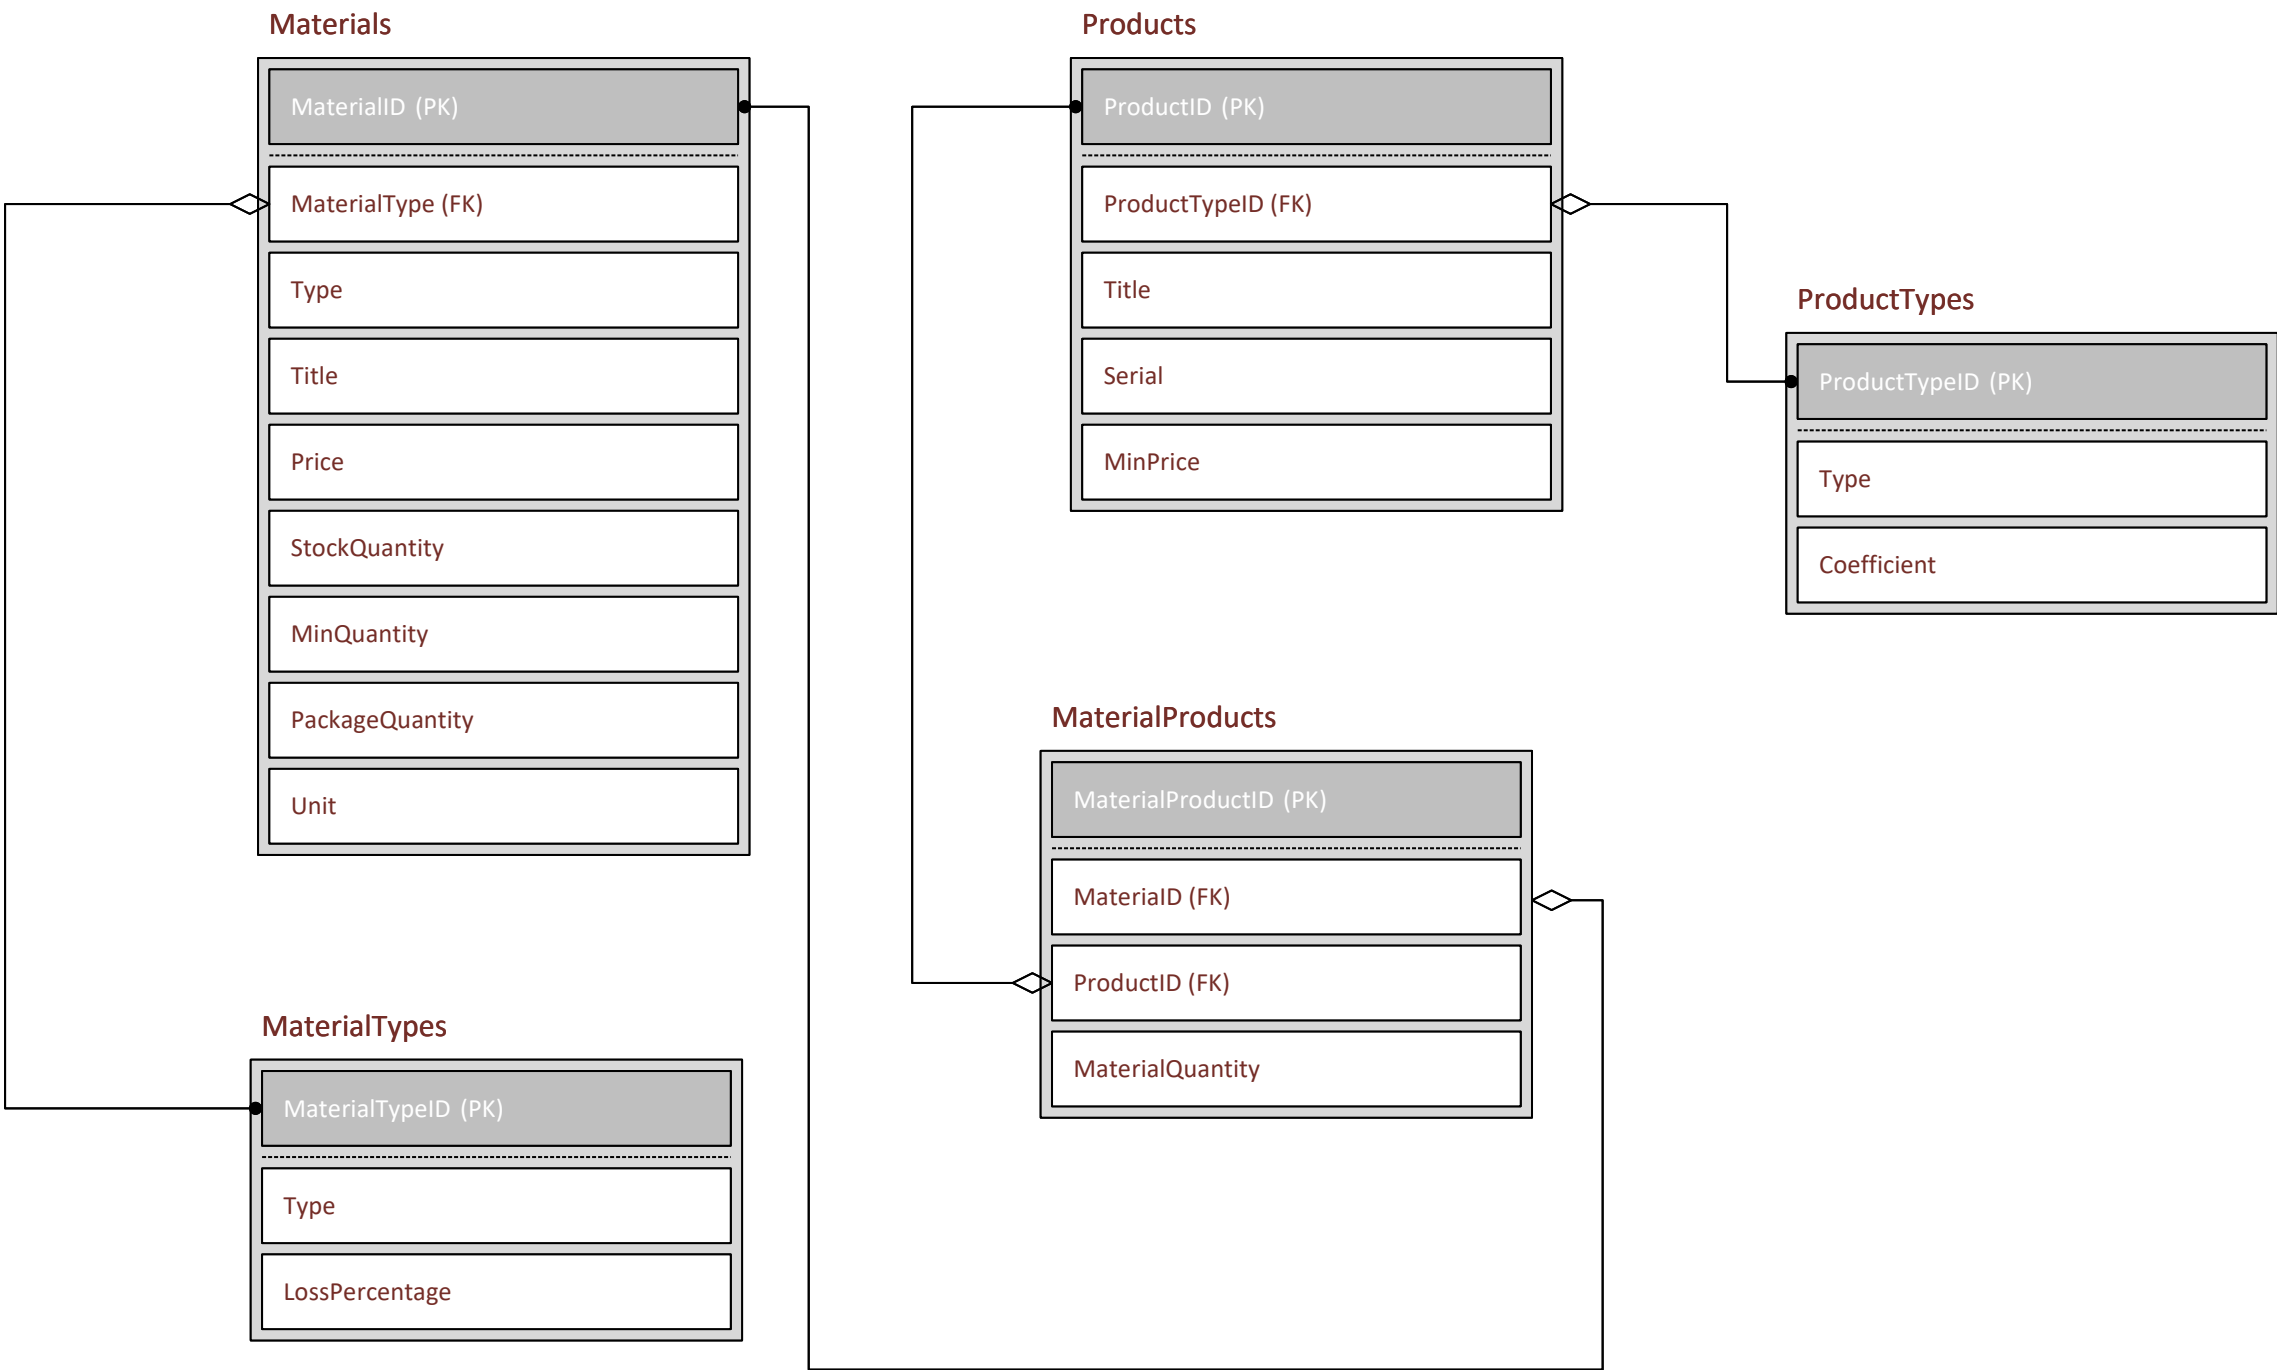 Materials
MaterialID (PK)
MaterialType (FK)
Type
Title
Price
StockQuantity
MinQuantity
PackageQuantity
Unit
Products
ProductID (PK)
ProductTypeID (FK)
Title
Serial
MinPrice
ProductTypes
ProductTypeID (PK)
Type
Coefficient
MaterialProducts
MaterialProductID (PK)
MateriaID (FK)
ProductID (FK)
MaterialQuantity
MaterialTypes
MaterialTypeID (PK)
Type
LossPercentage